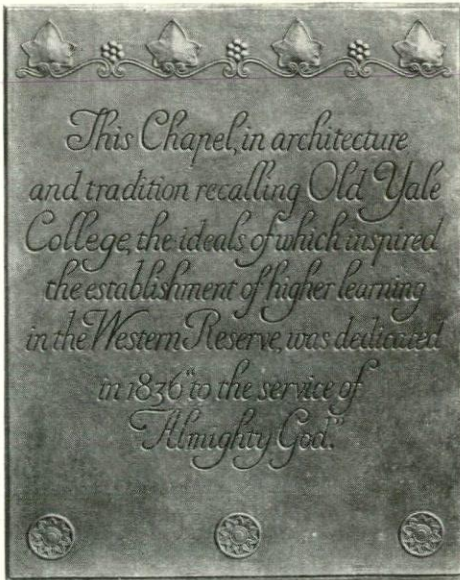 This Chapel, in architecture
and tradition recalling Old Yale
College, the ideals of which inspired
the establishment of higher learning
in the Western Reserve, was dedicated
in 1836 "to the service of
Almighty God."